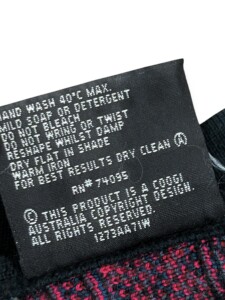 HAND WASH 40°C MAX.
MILD SOAP OR DETERGENT
DO NOT BLEACH
DO NOT WRING OR TWIST
RESHAPE WHILST DAMP
DRY FLAT IN SHADE
WARM IRON
FOR BEST RESULTS DRY CLEAN Ⓐ
RN# 74095
© THIS PRODUCT IS A COOGI
AUSTRALIA COPYRIGHT DESIGN.
ALL RIGHTS RESERVED.
1273AA71W